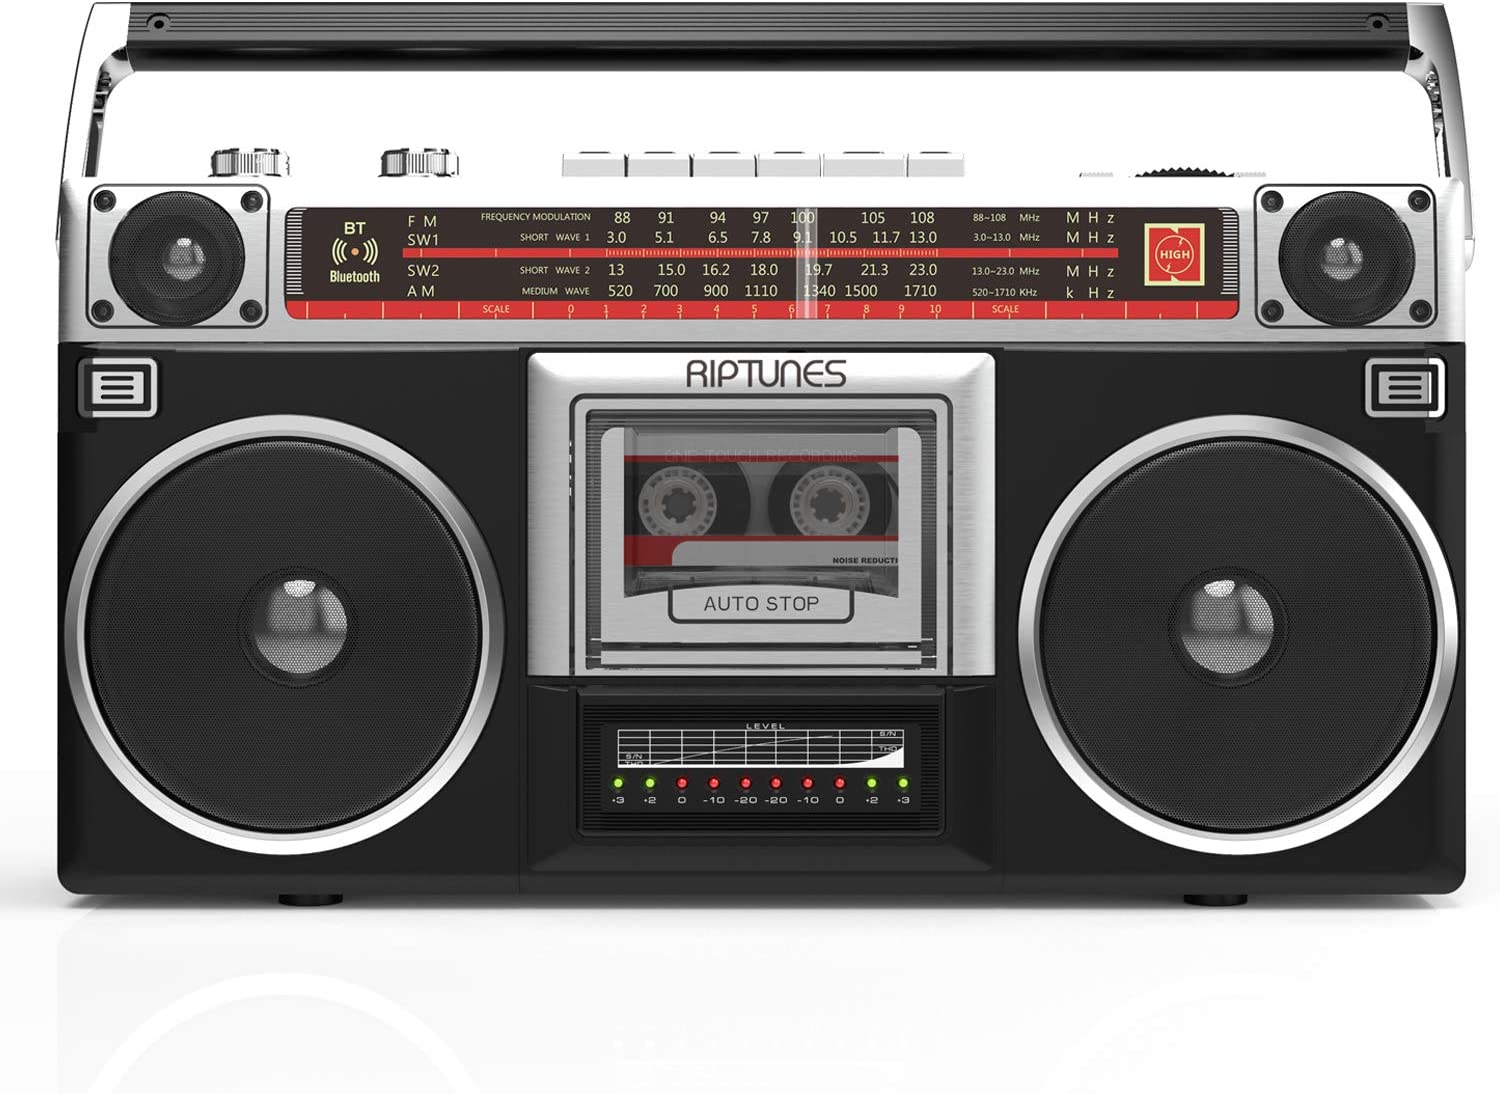 BT
Bluetooth
F M FREQUENCY MODULATION 88 91 94 97 100 105 108 88~108 MHz M H z
SW1 SHORT WAVE 1 3.0 5.1 6.5 7.8 9.1 10.5 11.7 13.0 3.0~13.0 MHz M H z
SW2 SHORT WAVE 2 13 15.0 16.2 18.0 19.7 21.3 23.0 13.0~23.0 MHz M H z
A M MEDIUM WAVE 520 700 900 1110 1340 1500 1710 520~1710 KHz k H z
SCALE 0 1 2 3 4 5 6 7 8 9 10 SCALE
HIGH
RIPTUNES
ONE TOUCH RECORDING
NOISE REDUCTI
AUTO STOP
LEVEL
S/N
THD
S/N
THD
+3 +2 0 -10 -20 -20 -10 0 +2 +3